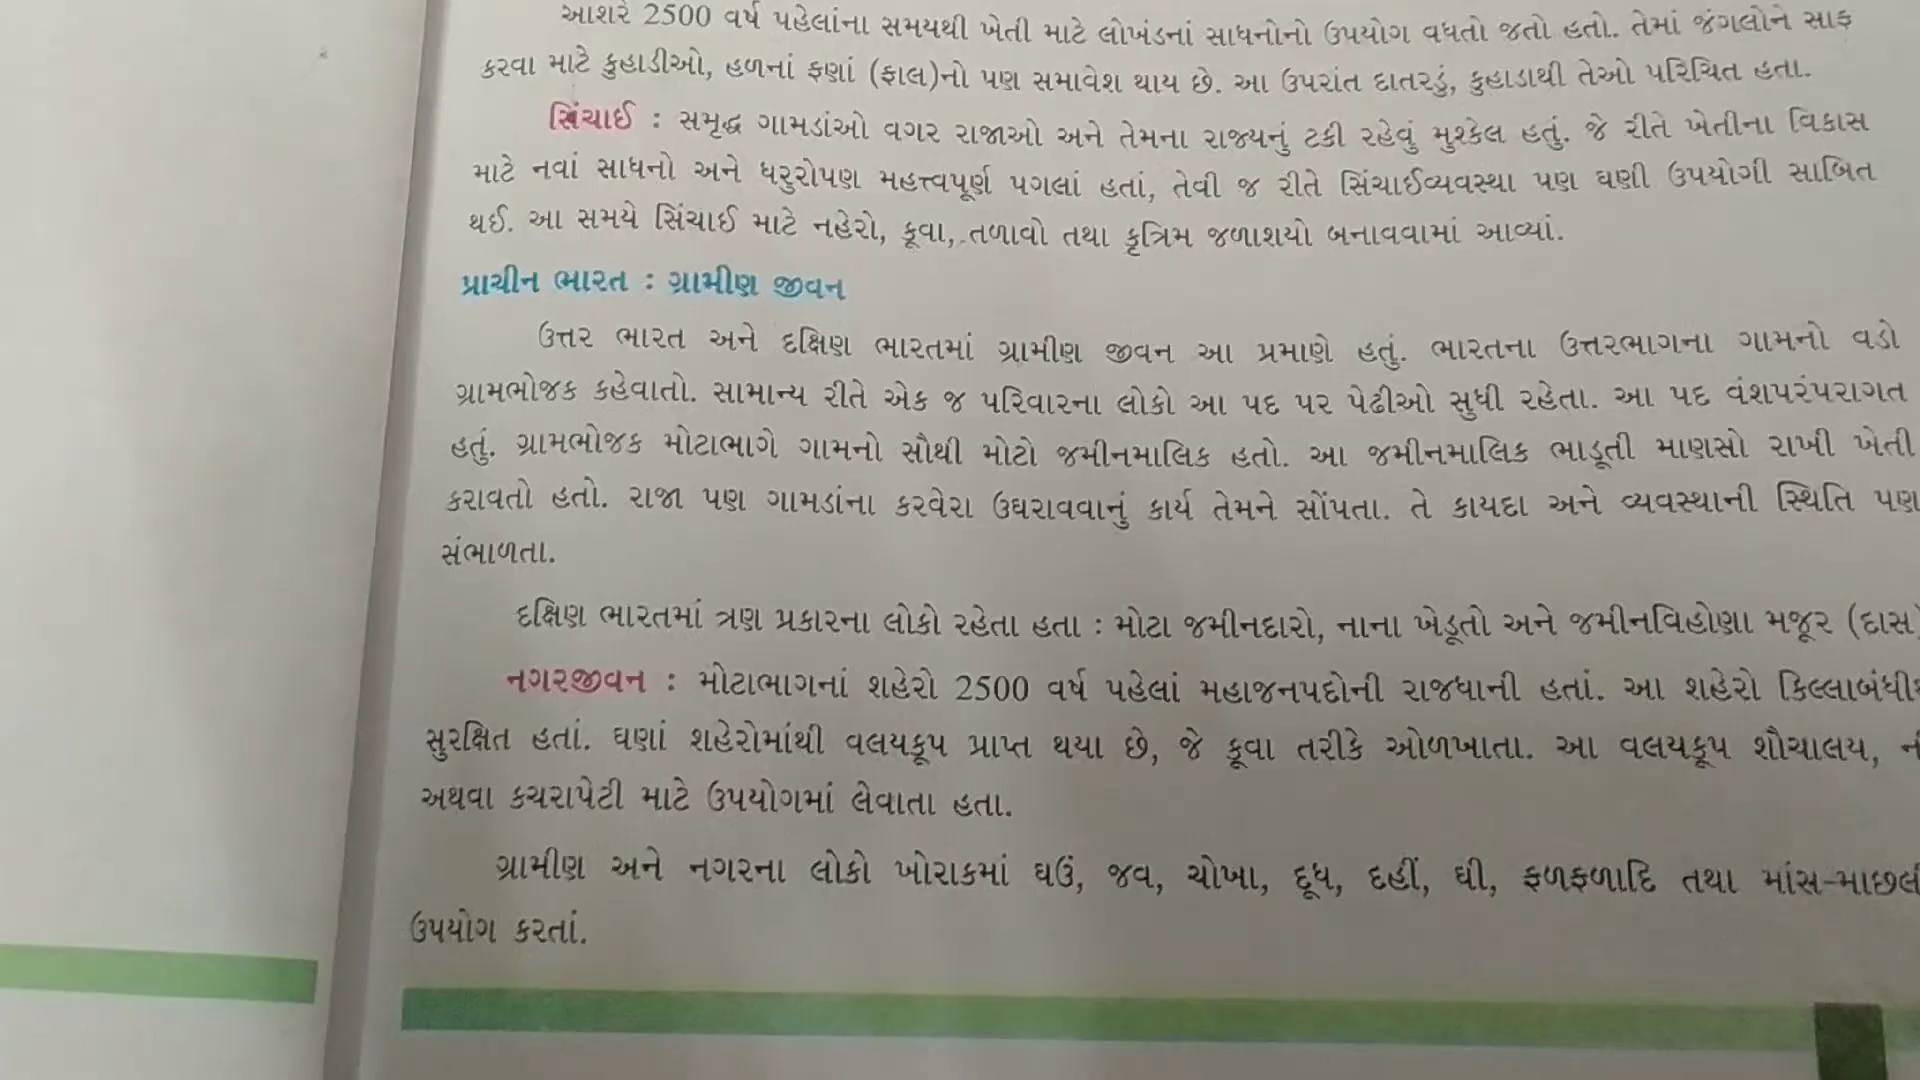 આશરે 2500 વર્ષ પહેલાંના સમયથી ખેતી માટે લોખંડનાં સાધનોનો ઉપયોગ વધતો જતો હતો. તેમાં જંગલોને સાફ
કરવા માટે કુહાડીઓ, હળનાં ફણાં (ફાલ)નો પણ સમાવેશ થાય છે. આ ઉપરાંત દાતરડું, કુહાડાથી તેઓ પરિચિત હતા.
સિંચાઈ : સમૃદ્ધ ગામડાંઓ વગર રાજાઓ અને તેમના રાજ્યનું ટકી રહેવું મુશ્કેલ હતું. જે રીતે ખેતીના વિકાસ
માટે નવાં સાધનો અને ધરુરોપણ મહત્ત્વપૂર્ણ પગલાં હતાં, તેવી જ રીતે સિંચાઈવ્યવસ્થા પણ ઘણી ઉપયોગી સાબિત
થઈ. આ સમયે સિંચાઈ માટે નહેરો, કૂવા, તળાવો તથા કૃત્રિમ જળાશયો બનાવવામાં આવ્યાં.
પ્રાચીન ભારત : ગ્રામીણ જીવન
ઉત્તર ભારત અને દક્ષિણ ભારતમાં ગ્રામીણ જીવન આ પ્રમાણે હતું. ભારતના ઉત્તરભાગના ગામનો વડો
ગ્રામભોજક કહેવાતો. સામાન્ય રીતે એક જ પરિવારના લોકો આ પદ પર પેઢીઓ સુધી રહેતા. આ પદ વંશપરંપરાગત
હતું. ગ્રામભોજક મોટાભાગે ગામનો સૌથી મોટો જમીનમાલિક હતો. આ જમીનમાલિક ભાડૂતી માણસો રાખી ખેતી
કરાવતો હતો. રાજા પણ ગામડાંના કરવેરા ઉઘરાવવાનું કાર્ય તેમને સોંપતા. તે કાયદા અને વ્યવસ્થાની સ્થિતિ પણ
સંભાળતા.
દક્ષિણ ભારતમાં ત્રણ પ્રકારના લોકો રહેતા હતા : મોટા જમીનદારો, નાના ખેડૂતો અને જમીનવિહોણા મજૂર (દાસ)
નગરજીવન : મોટાભાગનાં શહેરો 2500 વર્ષ પહેલાં મહાજનપદોની રાજધાની હતાં. આ શહેરો
સુરક્ષિત હતાં. ઘણાં શહેરોમાંથી વલયકૂપ પ્રાપ્ત થયા છે, જે કૂવા તરીકે ઓળખાતા. આ વલયકૂપ શૌચાલય,
અથવા કચરાપેટી માટે ઉપયોગમાં લેવાતા હતા.
ગ્રામીણ અને નગરના લોકો ખોરાકમાં ઘઉં, જવ, ચોખા, દૂધ, દહીં, ઘી, ફળફળાદિ તથા માંસ-માછલી
ઉપયોગ કરતાં.